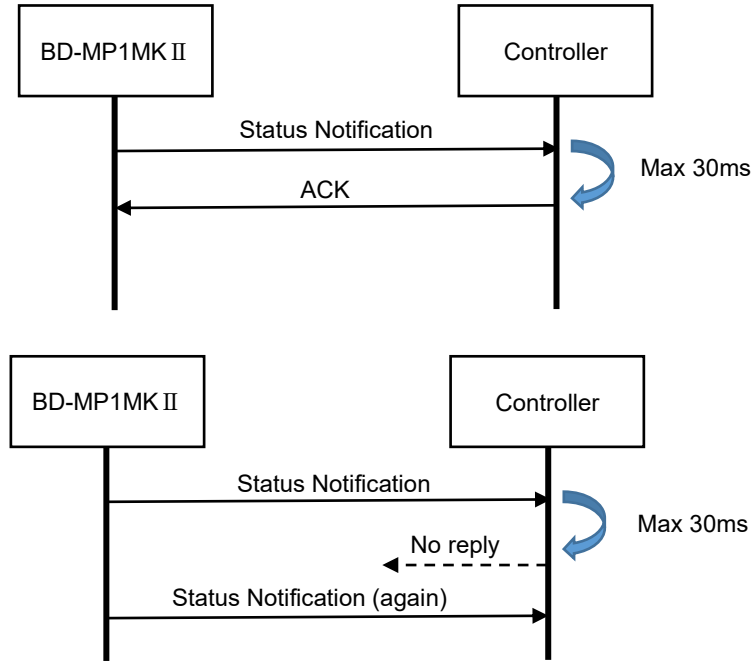 BD-MP1MKⅡ
Controller
Status Notification
Max 30ms
ACK
BD-MP1MKⅡ
Controller
Status Notification
Max 30ms
No reply
Status Notification (again)